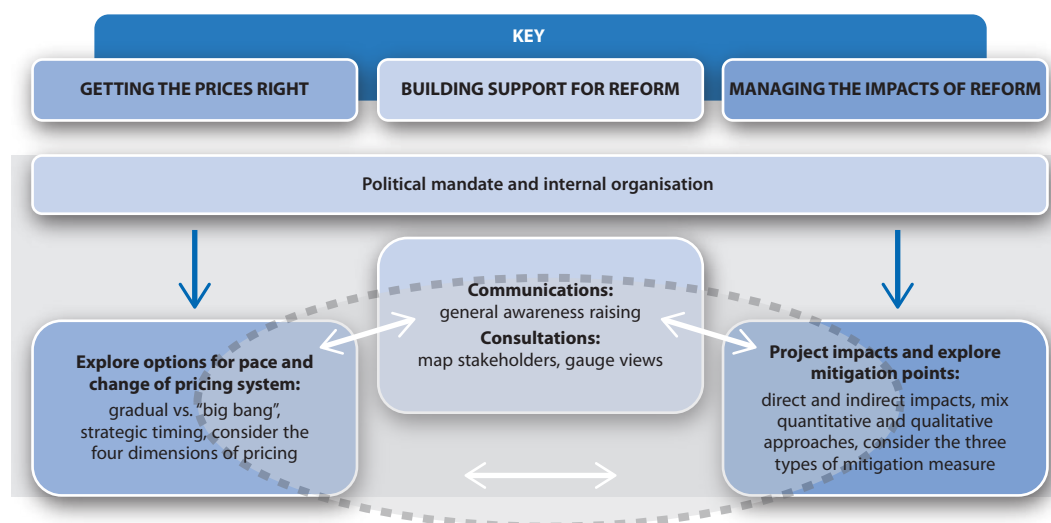 KEY
GETTING THE PRICES RIGHT
BUILDING SUPPORT FOR REFORM
MANAGING THE IMPACTS OF REFORM
Political mandate and internal organisation
Communications:
general awareness raising
Consultations:
map stakeholders, gauge views
Explore options for pace and
change of pricing system:
gradual vs. “big bang”,
strategic timing, consider the
four dimensions of pricing
Project impacts and explore
mitigation points:
direct and indirect impacts, mix
quantitative and qualitative
approaches, consider the three
types of mitigation measure